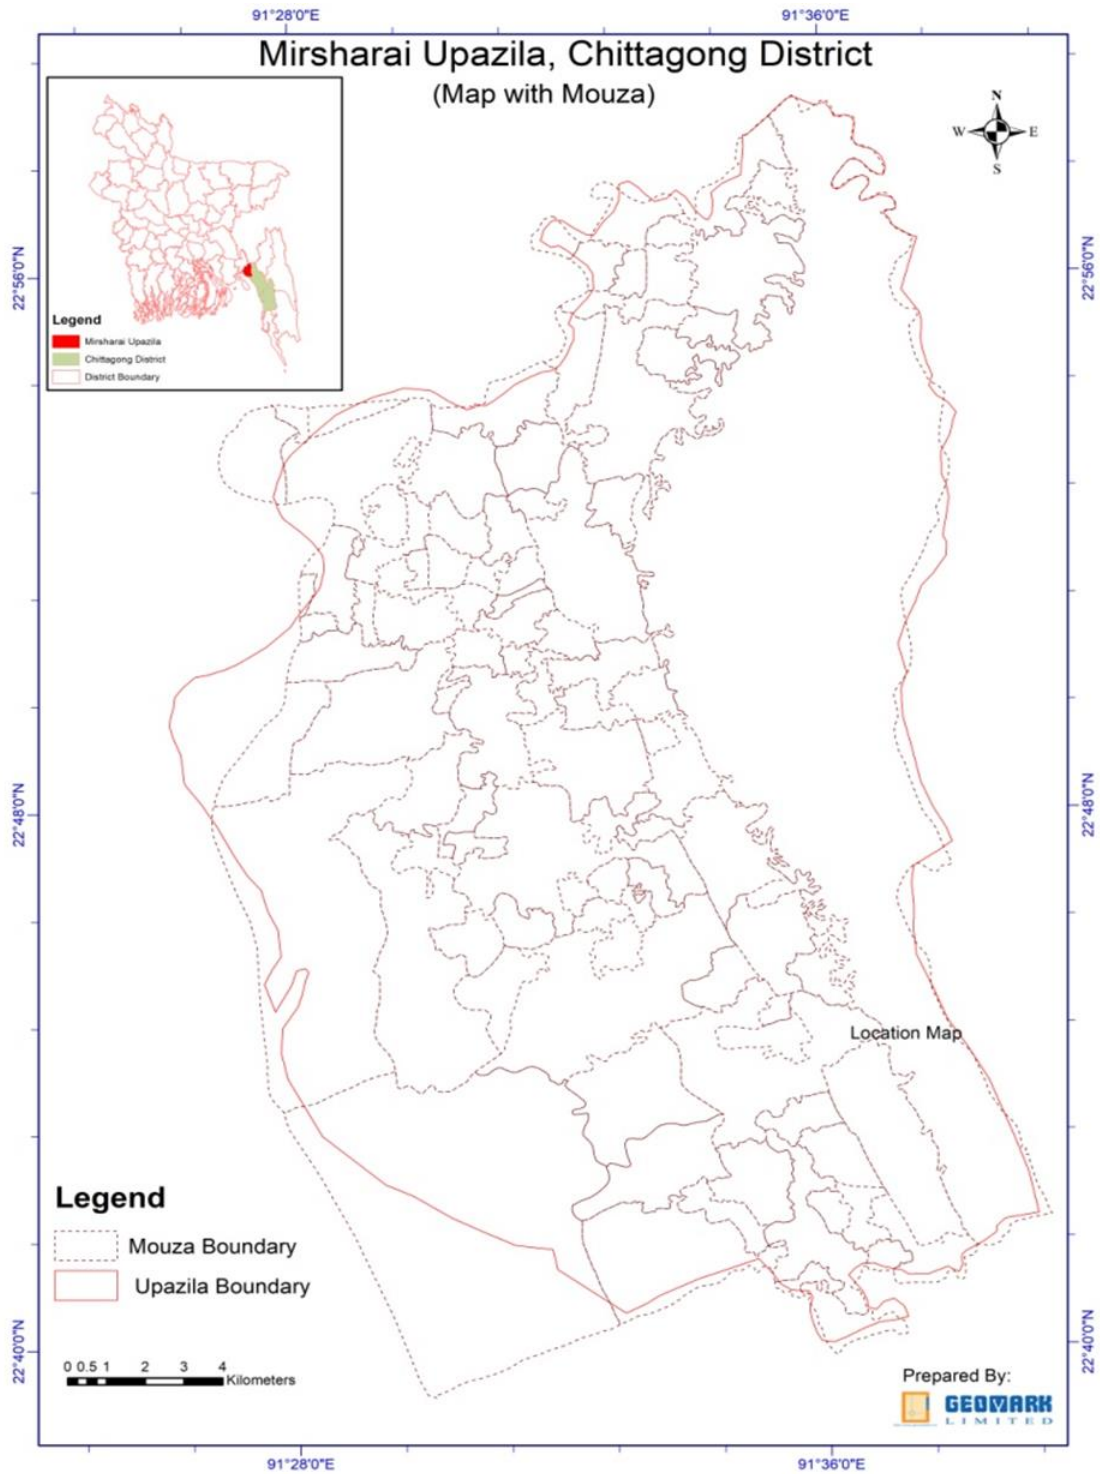 91°28'0"E 91°36'0"E
Mirsharai Upazila, Chittagong District
(Map with Mouza)
N
W E
S
22°56'0"N 22°56'0"N
Legend
Mirsharai Upazila
Chittagong District
District Boundary
22°48'0"N 22°48'0"N
Location Map
Legend
Mouza Boundary
Upazila Boundary
22°40'0"N 22°40'0"N
0 0.5 1 2 3 4
Kilometers
Prepared By:
GEOMARK
LIMITED
91°28'0"E 91°36'0"E